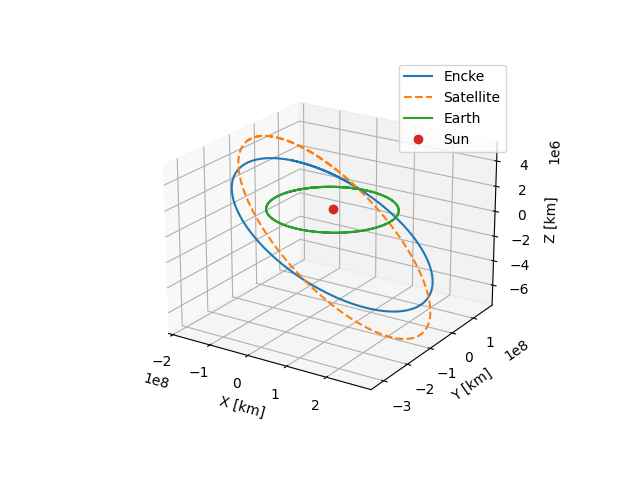 Encke
Satellite
Earth
Sun
1e6
4
2
0
−2
−4
−6
Z [km]
−2
−1
0
1
2
1e8
X [km]
−3
−2
−1
0
1
1e8
Y [km]